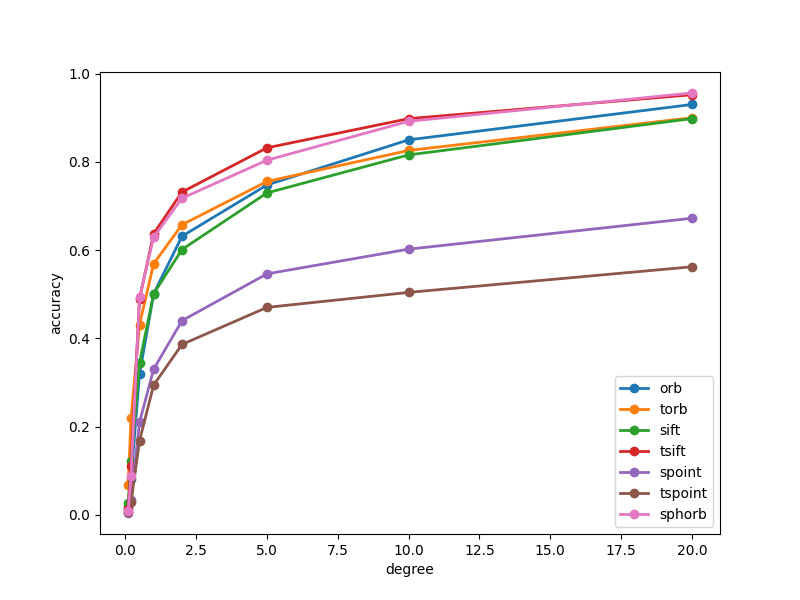 1.0
0.8
0.6
0.4
0.2
0.0
accuracy
0.0 2.5 5.0 7.5 10.0 12.5 15.0 17.5 20.0
degree
orb
torb
sift
tsift
spoint
tspoint
sphorb